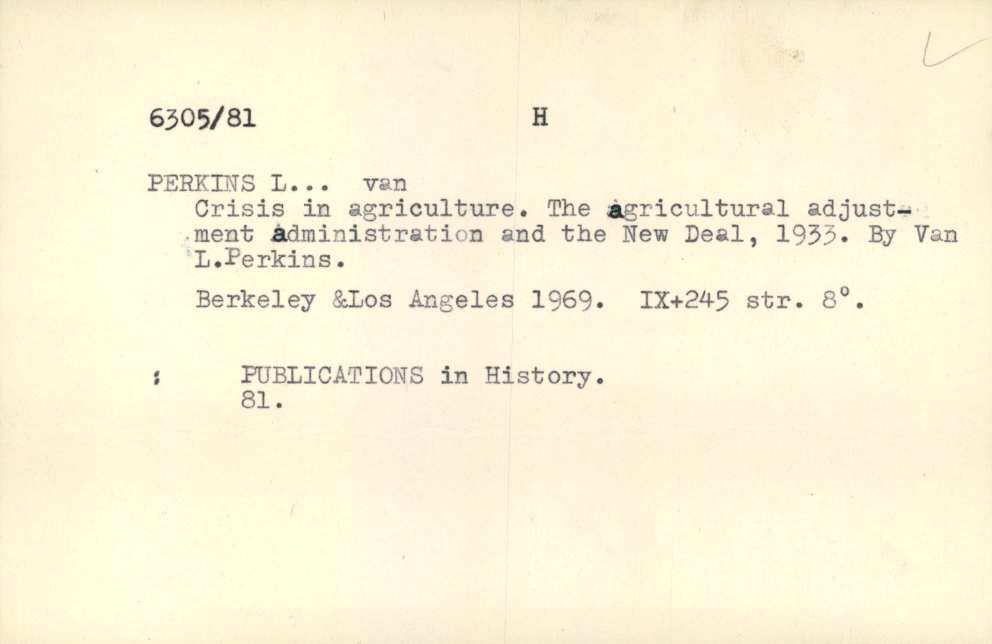 6305/81 H
PERKINS L... van
Crisis in agriculture. The agricultural adjust-
ment administration and the New Deal, 1933. By Van
L.Perkins.
Berkeley &Los Angeles 1969. IX+245 str. 8°.
: PUBLICATIONS in History.
81.